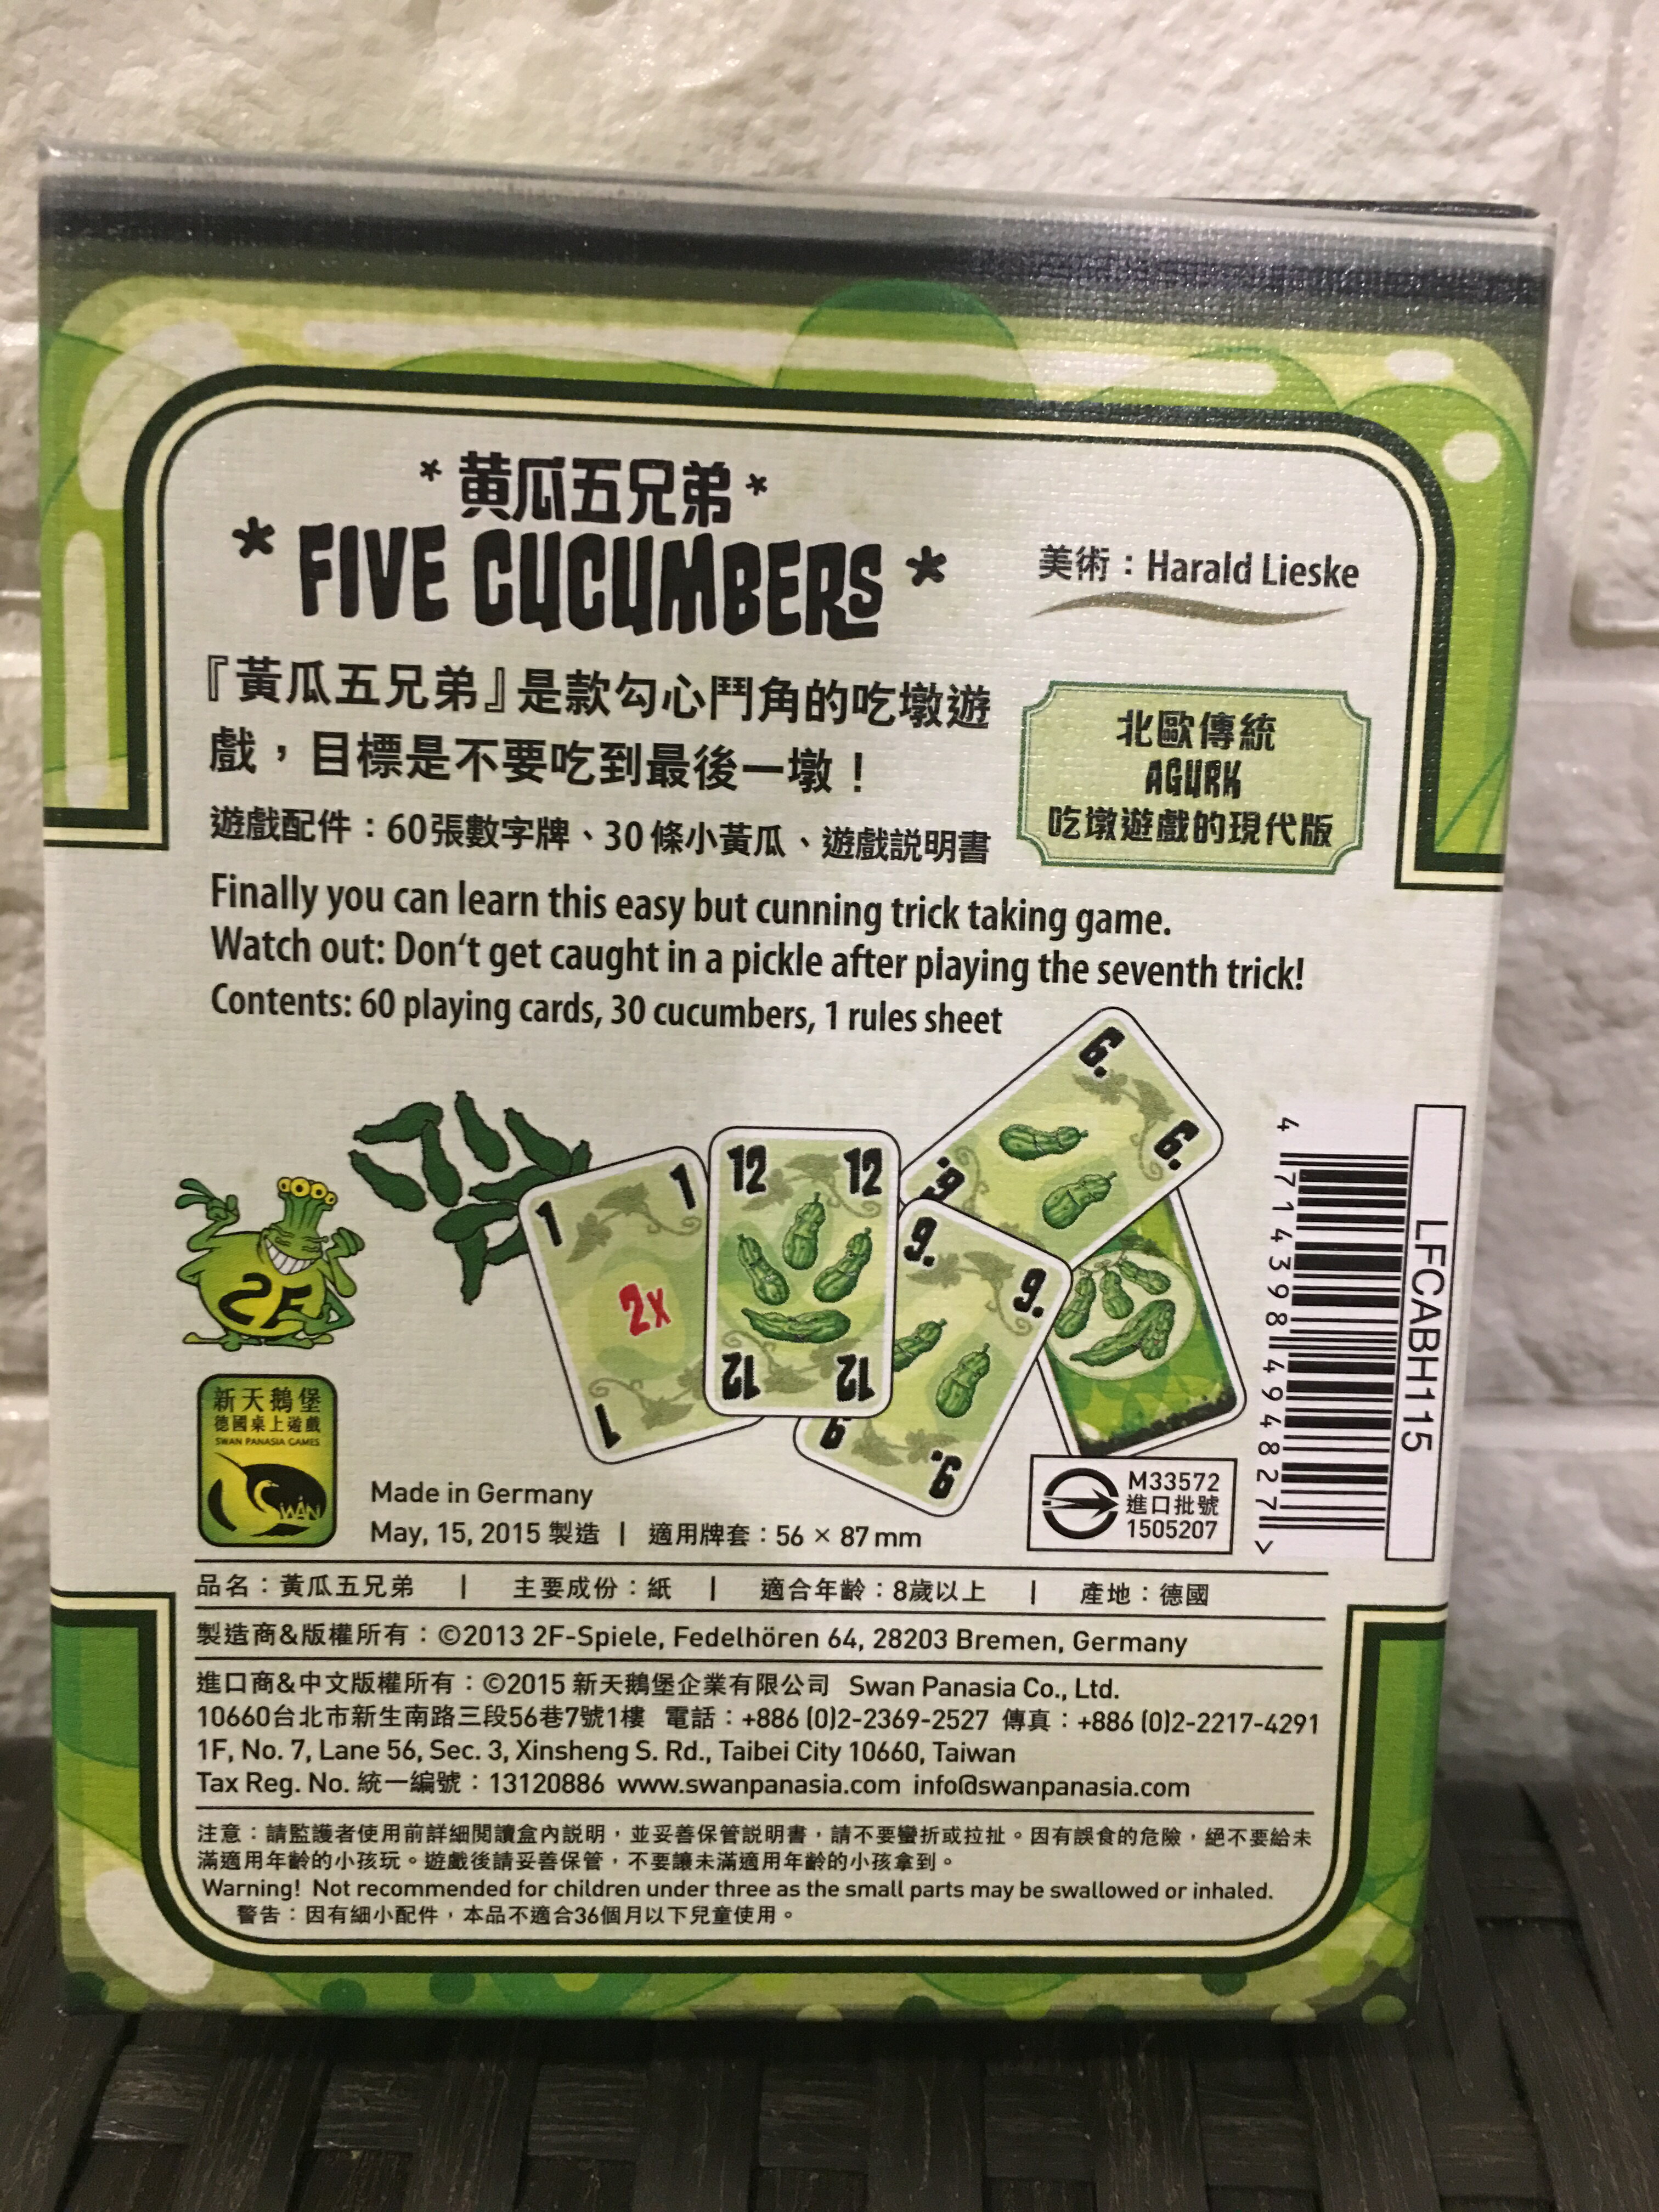 * 黃瓜五兄弟 *
* FIVE CUCUMBERS *
美術：Harald Lieske
『黃瓜五兄弟』是款勾心鬥角的吃墩遊
戲，目標是不要吃到最後一墩！
遊戲配件：60張數字牌、30條小黃瓜、遊戲説明書
北歐傳統
AGURK
吃墩遊戲的現代版
Finally you can learn this easy but cunning trick taking game.
Watch out: Don‘t get caught in a pickle after playing the seventh trick!
Contents: 60 playing cards, 30 cucumbers, 1 rules sheet
1 1
2x
1
12 12
12 12
6. 6.
6.
9. 9.
9. 9.
2F
新天鵝堡
德國桌上遊戲
SWAN PANASIA GAMES
SWAN
4 714398 494827 >
LFCABH115
M33572
進口批號
1505207
Made in Germany
May, 15, 2015 製造 | 適用牌套：56 × 87 mm
品名：黃瓜五兄弟 | 主要成份：紙 | 適合年齡：8歲以上 | 產地：德國
製造商&版權所有：©2013 2F-Spiele, Fedelhören 64, 28203 Bremen, Germany
進口商&中文版權所有：©2015 新天鵝堡企業有限公司 Swan Panasia Co., Ltd.
10660台北市新生南路三段56巷7號1樓 電話：+886 (0)2-2369-2527 傳真：+886 (0)2-2217-4291
1F, No. 7, Lane 56, Sec. 3, Xinsheng S. Rd., Taibei City 10660, Taiwan
Tax Reg. No. 統一編號：13120886 www.swanpanasia.com info@swanpanasia.com
注意：請監護者使用前詳細閱讀盒內説明，並妥善保管説明書，請不要彎折或拉扯。因有誤食的危險，絕不要給未
滿適用年齡的小孩玩。遊戲後請妥善保管，不要讓未滿適用年齡的小孩拿到。
Warning! Not recommended for children under three as the small parts may be swallowed or inhaled.
警告：因有細小配件，本品不適合36個月以下兒童使用。